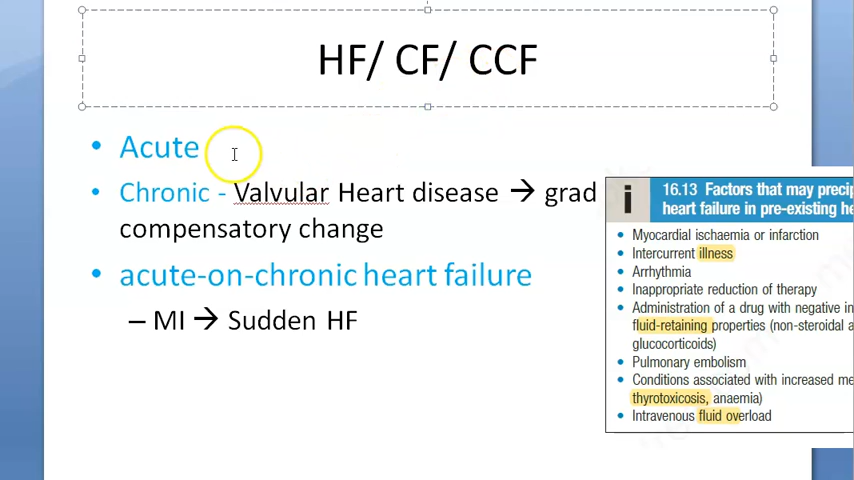 HF/ CF/ CCF
• Acute
• Chronic - Valvular Heart disease → grad
compensatory change
• acute-on-chronic heart failure
– MI → Sudden HF
i
16.13 Factors that may precip
heart failure in pre-existing he
• Myocardial ischaemia or infarction
• Intercurrent illness
• Arrhythmia
• Inappropriate reduction of therapy
• Administration of a drug with negative in
fluid-retaining properties (non-steroidal a
glucocorticoids)
• Pulmonary embolism
• Conditions associated with increased me
thyrotoxicosis, anaemia)
• Intravenous fluid overload